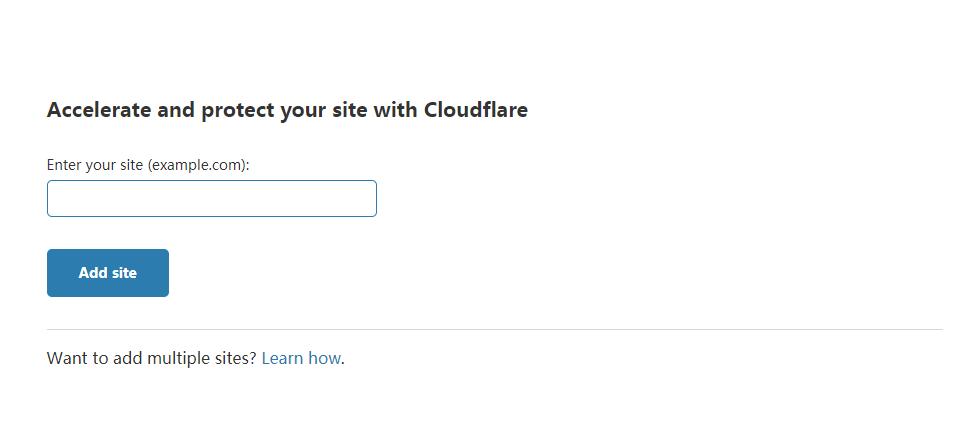 Accelerate and protect your site with Cloudflare
Enter your site (example.com):
Add site
Want to add multiple sites? Learn how.